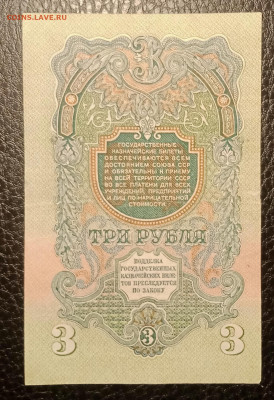 COINS.LAVE.RU
3
ГОСУДАРСТВЕННЫЕ
КАЗНАЧЕЙСКИЕ БИЛЕТЫ
ОБЕСПЕЧИВАЮТСЯ ВСЕМ
ДОСТОЯНИЕМ СОЮЗА ССР
И ОБЯЗАТЕЛЬНЫ К ПРИЕМУ
НА ВСЕЙ ТЕРРИТОРИИ СССР
ВО ВСЕ ПЛАТЕЖИ ДЛЯ ВСЕХ
УЧРЕЖДЕНИЙ, ПРЕДПРИЯТИЙ
И ЛИЦ ПО НАРИЦАТЕЛЬНОЙ
СТОИМОСТИ
ТРИ РУБЛЯ
ПОДДЕЛКА
ГОСУДАРСТВЕННЫХ
КАЗНАЧЕЙСКИХ БИЛЕ
ТОВ ПРЕСЛЕДУЕТСЯ
ПО ЗАКОНУ
3 3 3